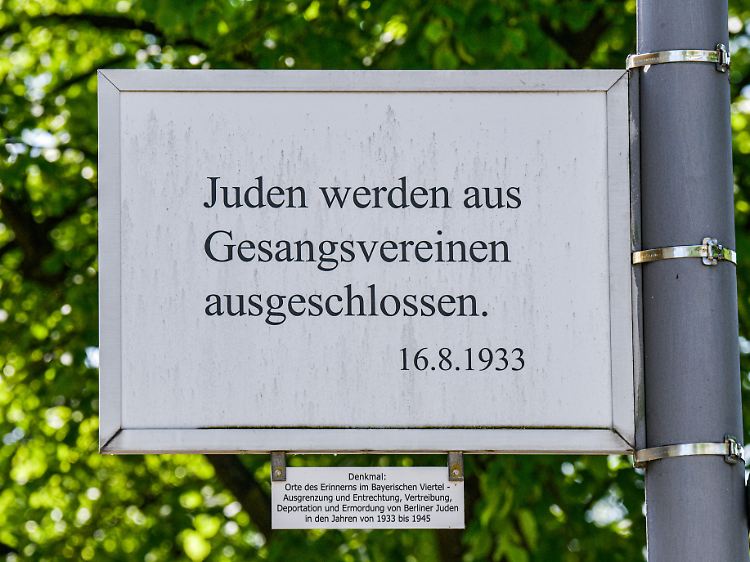 Juden werden aus
Gesangsvereinen
ausgeschlossen.
16.8.1933
Denkmal:
Orte des Erinnerns im Bayerischen Viertel -
Ausgrenzung und Entrechtung, Vertreibung,
Deportation und Ermordung von Berliner Juden
in den Jahren von 1933 bis 1945